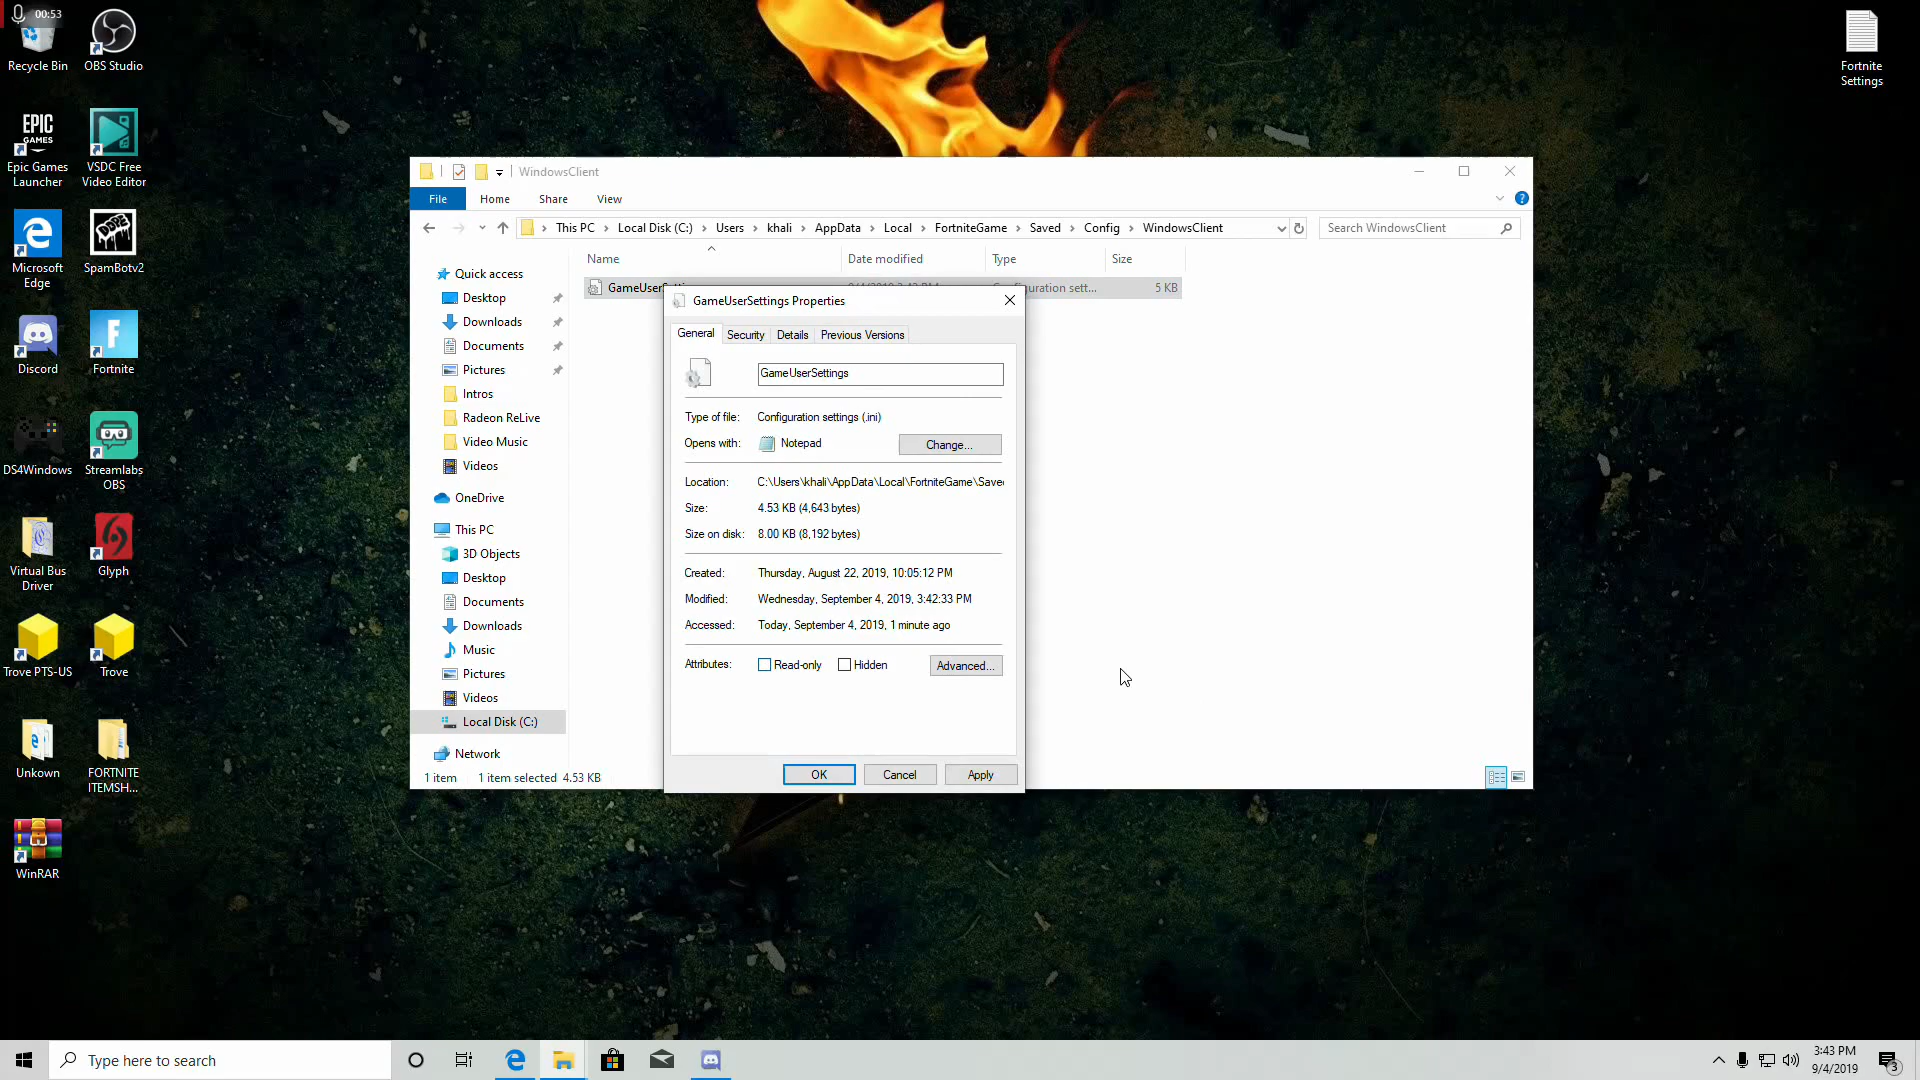 00:53
Recycle Bin
OBS Studio
EPIC
GAMES
Epic Games
Launcher
VSDC Free
Video Editor
Microsoft
Edge
SpamBotv2
Discord
Fortnite
DS4Windows
Streamlabs
OBS
Virtual Bus
Driver
Glyph
Trove PTS-US
Trove
Unkown
FORTNITE
ITEMSH...
WinRAR
Fortnite
Settings
WindowsClient
File
Home
Share
View
This PC
Local Disk (C:)
Users
khali
AppData
Local
FortniteGame
Saved
Config
WindowsClient
Search WindowsClient
Name
Date modified
Type
Size
Quick access
Desktop
Downloads
Documents
Pictures
Intros
Radeon ReLive
Video Music
Videos
OneDrive
This PC
3D Objects
Desktop
Documents
Downloads
Music
Pictures
Videos
Local Disk (C:)
Network
1 item
1 item selected 4.53 KB
5 KB
GameUserSettings Properties
General
Security
Details
Previous Versions
GameUserSettings
Type of file: Configuration settings (.ini)
Opens with: Notepad
Change...
Location: C:\Users\khali\AppData\Local\FortniteGame\Saved
Size: 4.53 KB (4,643 bytes)
Size on disk: 8.00 KB (8,192 bytes)
Created: Thursday, August 22, 2019, 10:05:12 PM
Modified: Wednesday, September 4, 2019, 3:42:33 PM
Accessed: Today, September 4, 2019, 1 minute ago
Attributes: Read-only Hidden
Advanced...
OK
Cancel
Apply
Type here to search
3:43 PM
9/4/2019
3